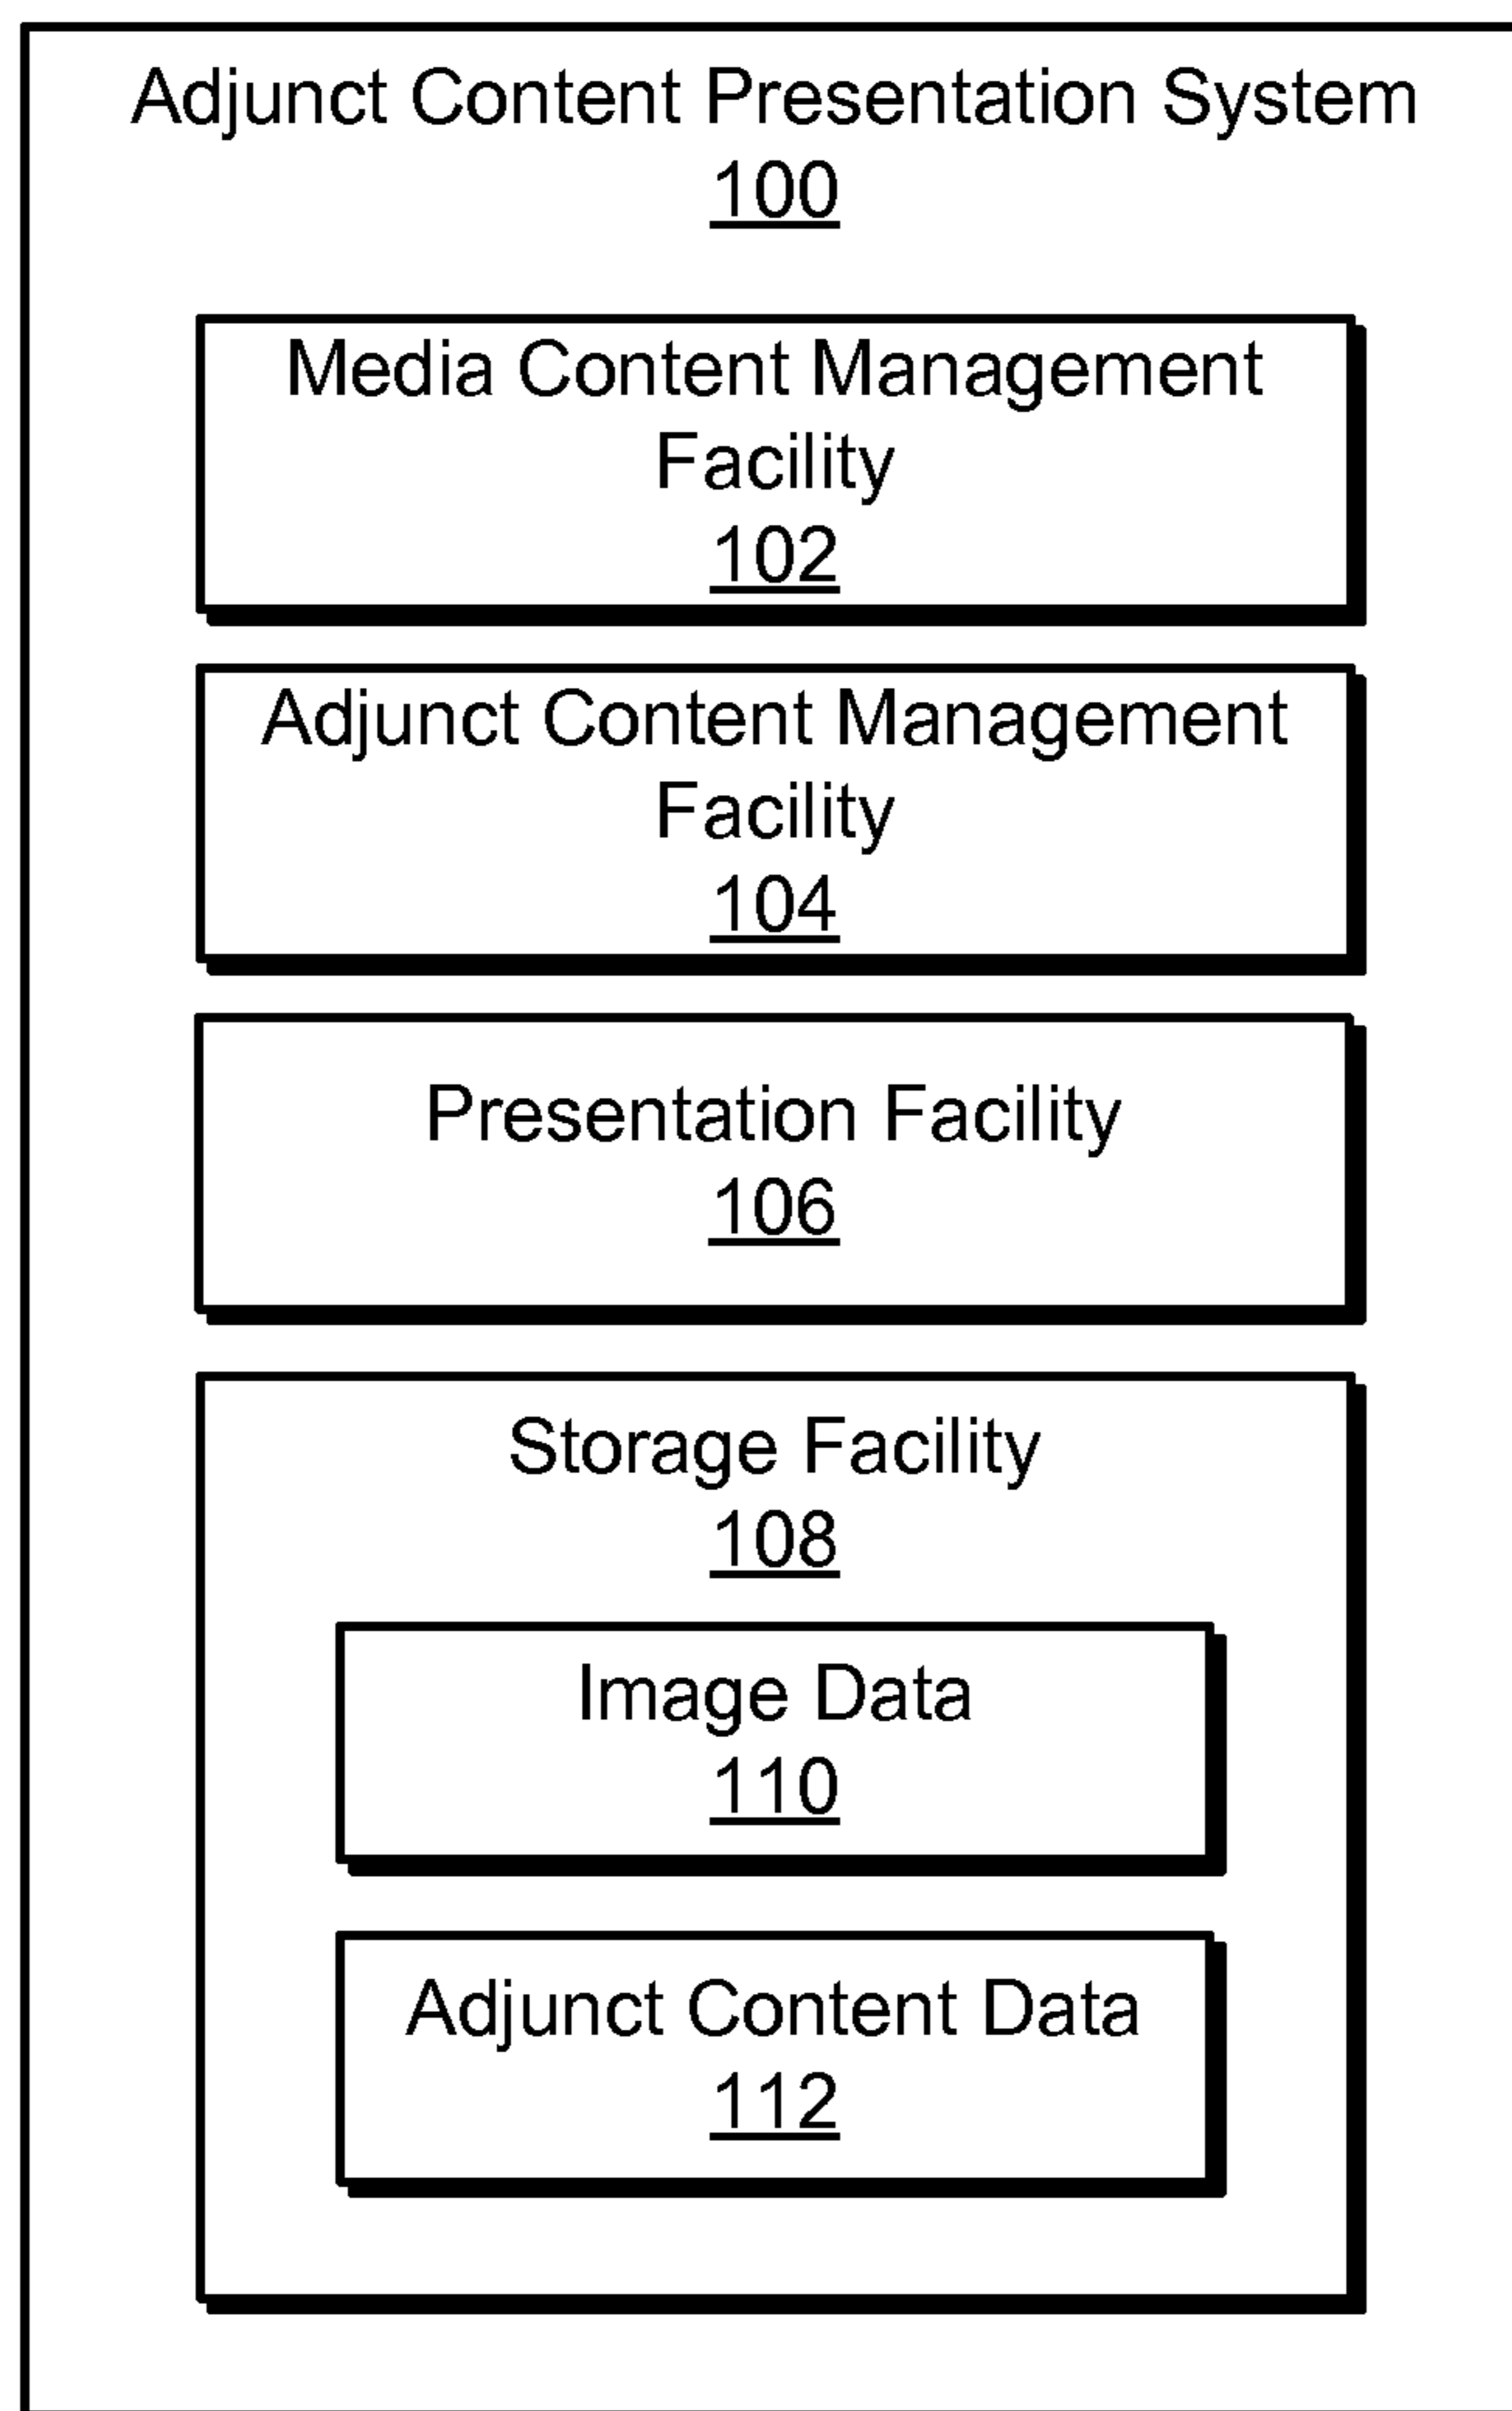 Adjunct Content Presentation System
100
Media Content Management
Facility
102
Adjunct Content Management
Facility
104
Presentation Facility
106
Storage Facility
108
Image Data
110
Adjunct Content Data
112